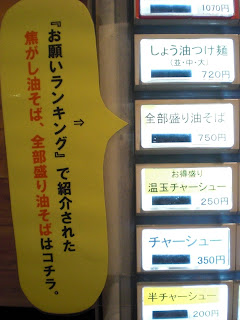 『お願いランキング』で紹介された
焦がし油そば、全部盛り油そばはコチラ。
⇒
1070円
しょう油つけ麺
(並・中・大)
720円
全部盛り油そば
750円
お得盛り
温玉チャーシュー
250円
チャーシュー
350円
半チャーシュー
200円